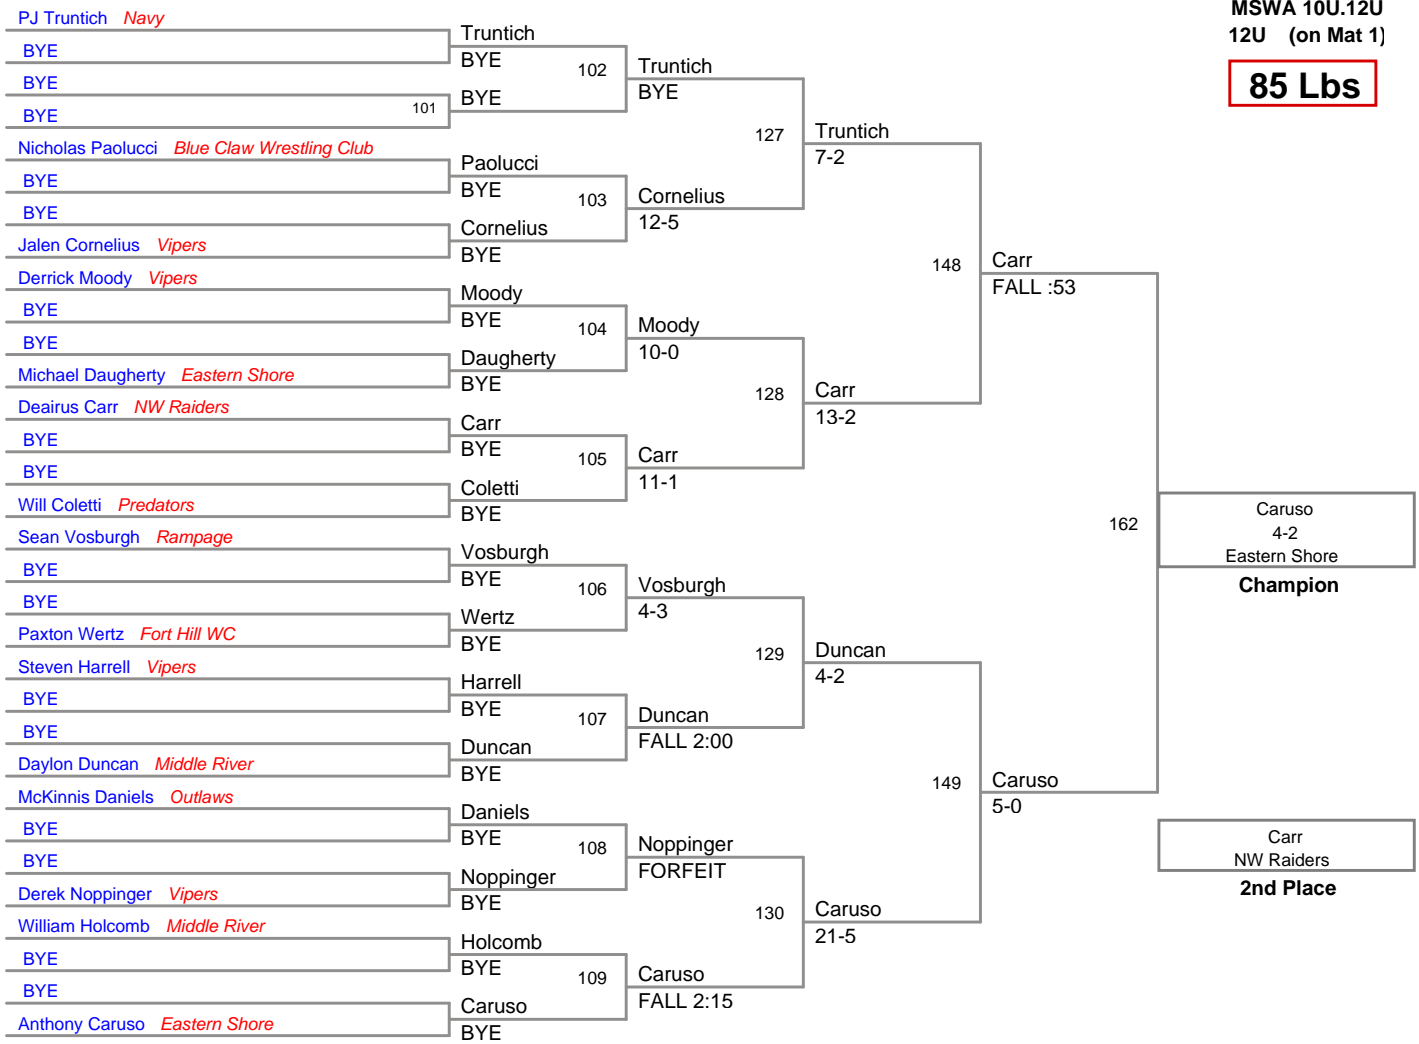 MSWA 10U.12U
12U (on Mat 1)
85 Lbs
PJ Truntich Navy
BYE
BYE
BYE
Nicholas Paolucci Blue Claw Wrestling Club
BYE
BYE
Jalen Cornelius Vipers
Derrick Moody Vipers
BYE
BYE
Michael Daugherty Eastern Shore
Deairus Carr NW Raiders
BYE
BYE
Will Coletti Predators
Sean Vosburgh Rampage
BYE
BYE
Paxton Wertz Fort Hill WC
Steven Harrell Vipers
BYE
BYE
Daylon Duncan Middle River
McKinnis Daniels Outlaws
BYE
BYE
Derek Noppinger Vipers
William Holcomb Middle River
BYE
BYE
Anthony Caruso Eastern Shore
101
Truntich
BYE
102
BYE
Paolucci
BYE
103
Cornelius
BYE
Moody
BYE
104
Daugherty
BYE
Carr
BYE
105
Coletti
BYE
Vosburgh
BYE
106
Wertz
BYE
Harrell
BYE
107
Duncan
BYE
Daniels
BYE
108
Noppinger
BYE
Holcomb
BYE
109
Caruso
BYE
Truntich
BYE
127
Cornelius
12-5
Moody
10-0
128
Carr
11-1
Vosburgh
4-3
129
Duncan
FALL 2:00
Noppinger
FORFEIT
130
Caruso
FALL 2:15
Truntich
7-2
148
Carr
13-2
Duncan
4-2
149
Caruso
21-5
Carr
FALL :53
162
Caruso
5-0
Caruso
4-2
Eastern Shore
Champion
Carr
NW Raiders
2nd Place